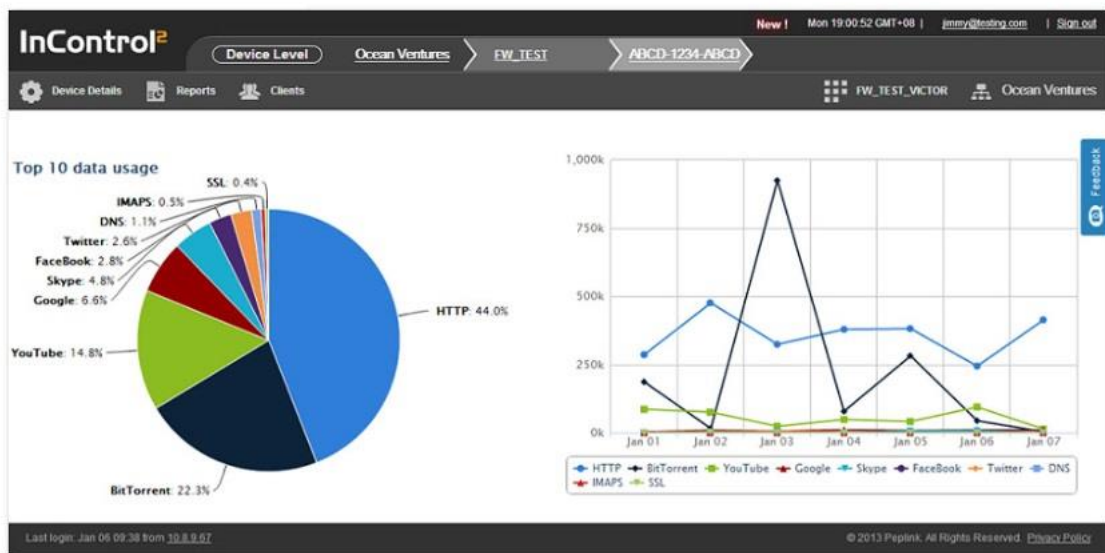 New ! Mon 19:00:52 GMT+08 | jimmy@testing.com | Sign out
InControl²
Device Level Ocean Ventures FW_TEST ABCD-1234-ABCD
Device Details Reports Clients FW_TEST_VICTOR Ocean Ventures
Top 10 data usage
SSL: 0.4%
IMAPS: 0.5%
DNS: 1.1%
Twitter: 2.6%
FaceBook: 2.8%
Skype: 4.8%
Google: 6.6%
HTTP: 44.0%
YouTube: 14.8%
BitTorrent: 22.3%
1,000k
750k
500k
250k
0k
Jan 01 Jan 02 Jan 03 Jan 04 Jan 05 Jan 06 Jan 07
HTTP BitTorrent YouTube Google Skype FaceBook Twitter DNS
IMAPS SSL
Feedback
Last login: Jan 06 09:38 from 10.8.9.67 © 2013 Peplink. All Rights Reserved. Privacy Policy